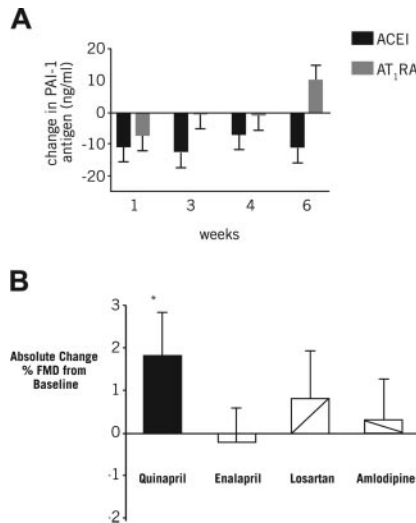 A
ACEI
AT₁RA
change in PAI-1
antigen (ng/ml)
20
10
0
-10
-20
1 3 4 6
weeks
B
Absolute Change
% FMD from
Baseline
3
2
1
0
-1
-2
*
Quinapril Enalapril Losartan Amlodipine